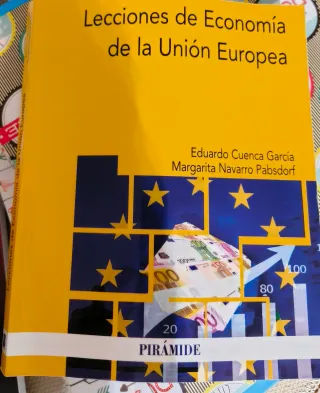 Lecciones de Economía
de la Unión Europea
Eduardo Cuenca García
Margarita Navarro Pabsdorf
100
80
20
PIRÁMIDE